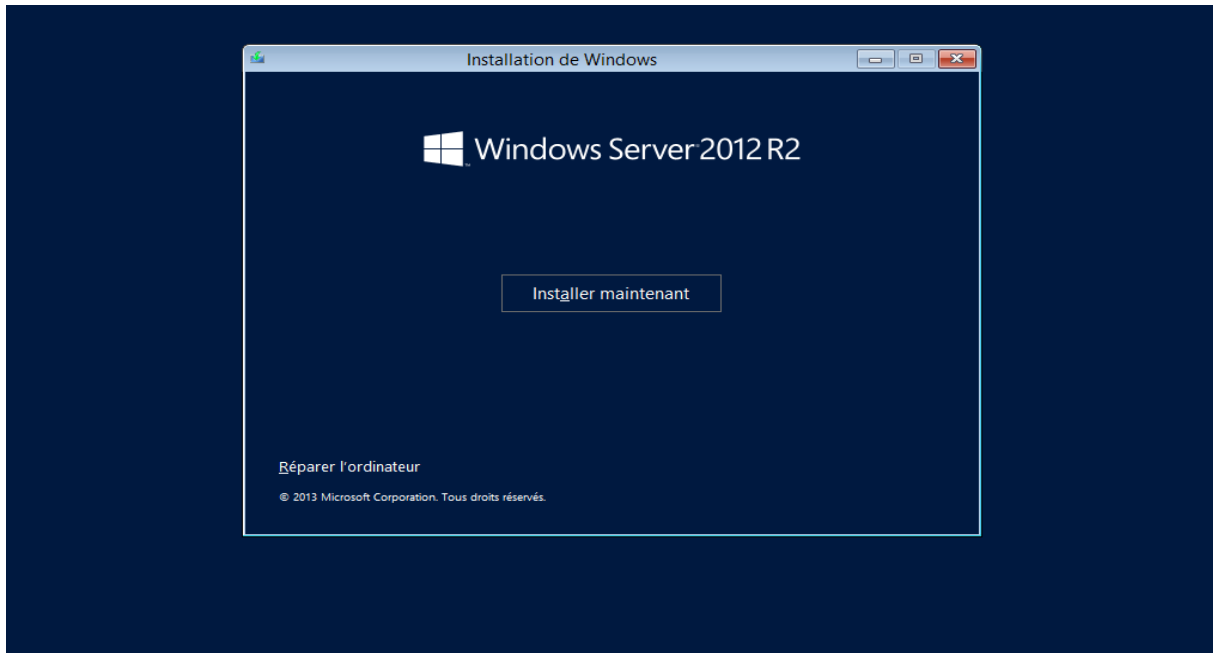 Installation de Windows
Windows Server 2012 R2
Installer maintenant
Réparer l'ordinateur
© 2013 Microsoft Corporation. Tous droits réservés.